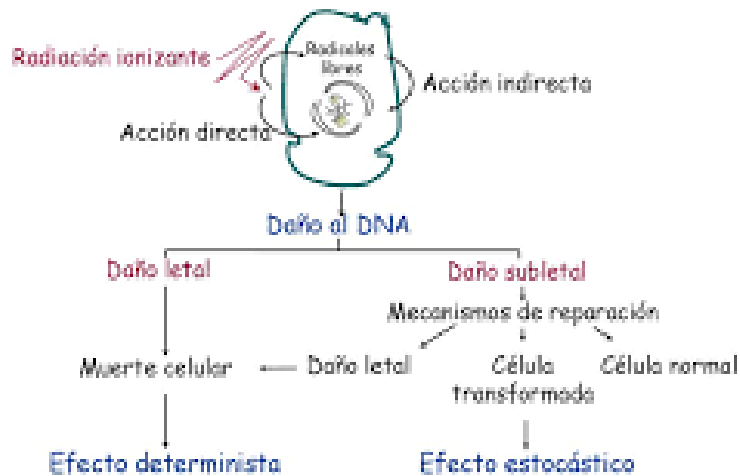 Radicales
libres
Radiación ionizante
Acción indirecta
Acción directa
Daño al DNA
Daño letal
Daño subletal
Mecanismos de reparación
Muerte celular
Daño letal
Célula
transformada
Célula normal
Efecto determinista
Efecto estocástico